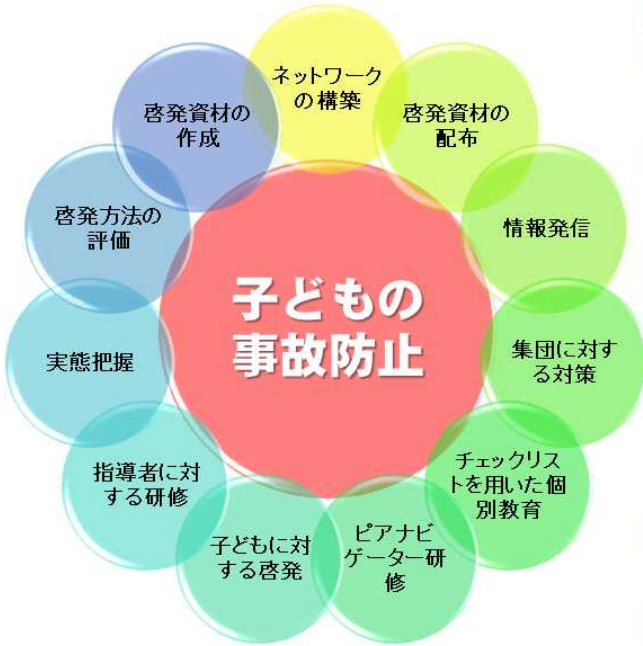 ネットワーク
の構築
啓発資材の
配布
情報発信
集団に対す
る対策
チェックリス
トを用いた個
別教育
ピアナビ
ゲーター研
修
子どもに対
する啓発
指導者に対
する研修
実態把握
啓発方法の
評価
啓発資材の
作成
子どもの
事故防止